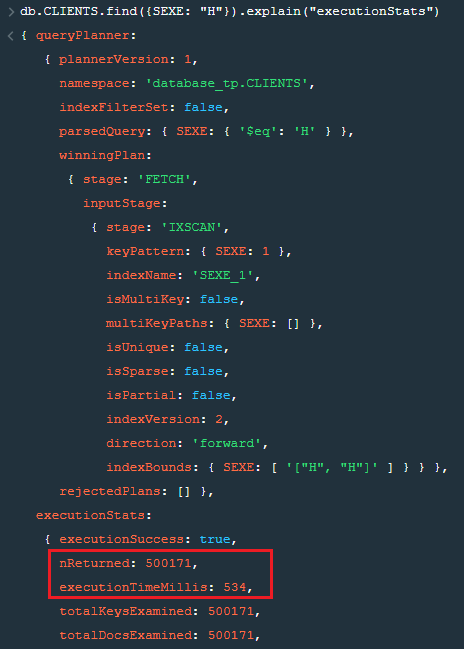 > db.CLIENTS.find({SEXE: "H"}).explain("executionStats")
< { queryPlanner:
{ plannerVersion: 1,
namespace: 'database_tp.CLIENTS',
indexFilterSet: false,
parsedQuery: { SEXE: { '$eq': 'H' } },
winningPlan:
{ stage: 'FETCH',
inputStage:
{ stage: 'IXSCAN',
keyPattern: { SEXE: 1 },
indexName: 'SEXE_1',
isMultiKey: false,
multiKeyPaths: { SEXE: [] },
isUnique: false,
isSparse: false,
isPartial: false,
indexVersion: 2,
direction: 'forward',
indexBounds: { SEXE: [ '["H", "H"]' ] } } },
rejectedPlans: [] },
executionStats:
{ executionSuccess: true,
nReturned: 500171,
executionTimeMillis: 534,
totalKeysExamined: 500171,
totalDocsExamined: 500171,